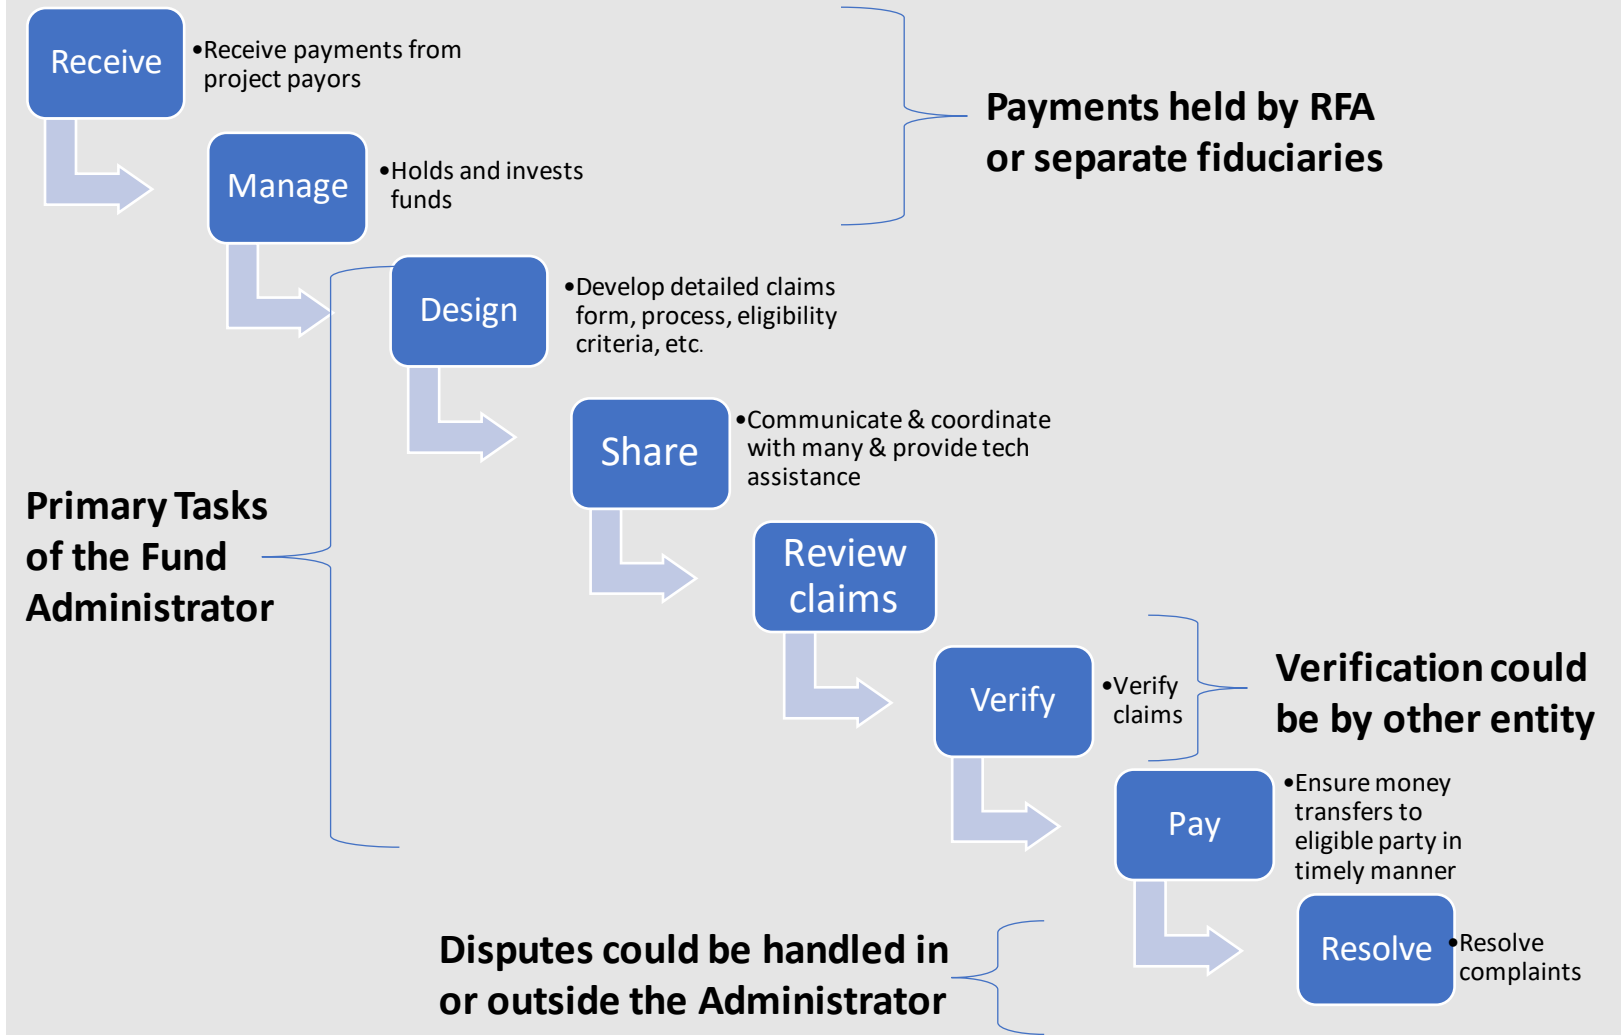 Receive
•Receive payments from
project payors
Payments held by RFA
or separate fiduciaries
Manage
•Holds and invests
funds
Design
•Develop detailed claims
form, process, eligibility
criteria, etc.
Share
•Communicate & coordinate
with many & provide tech
assistance
Primary Tasks
of the Fund
Administrator
Review
claims
Verify
•Verify
claims
Verification could
be by other entity
Pay
•Ensure money
transfers to
eligible party in
timely manner
Disputes could be handled in
or outside the Administrator
Resolve
•Resolve
complaints